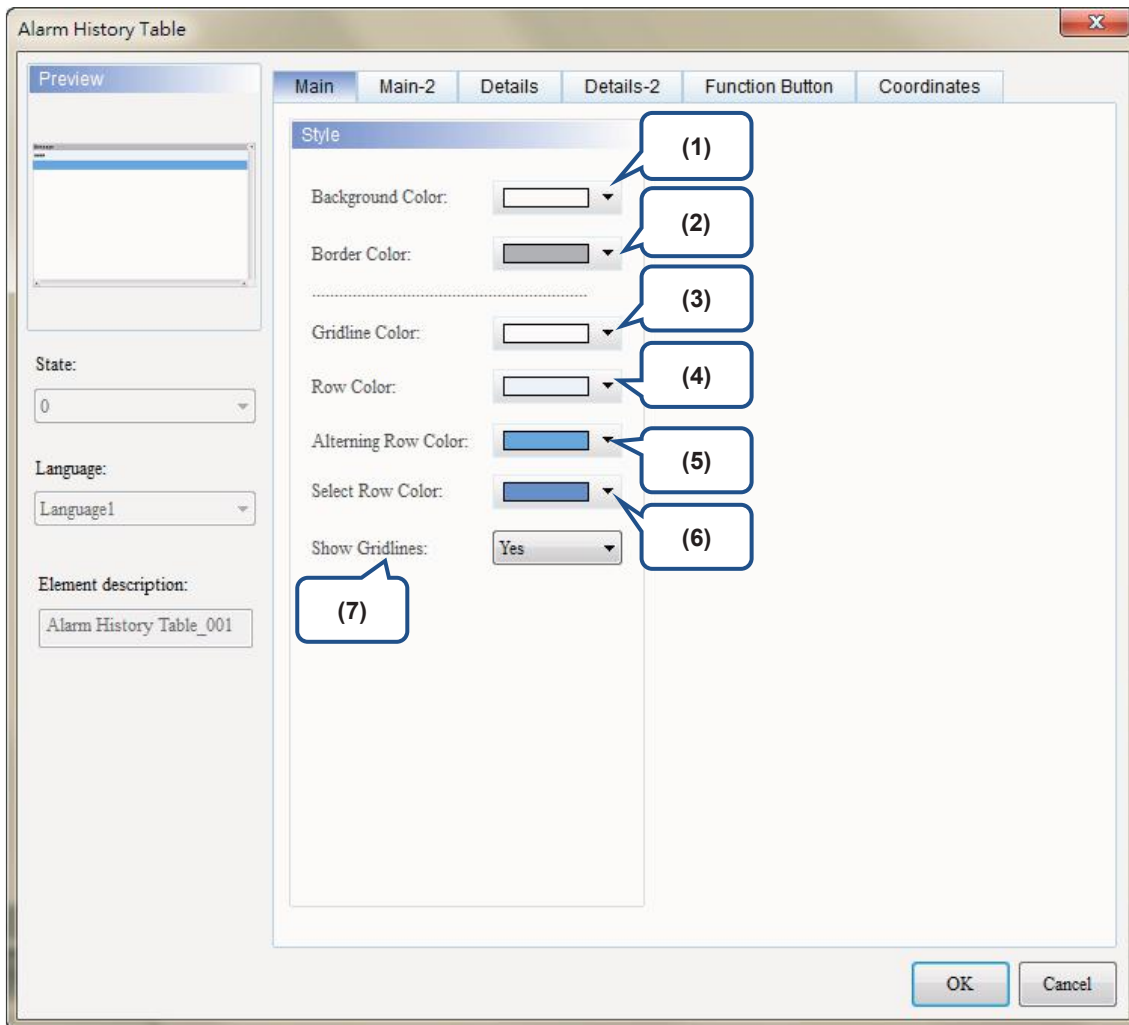 Alarm History Table
Preview
Main Main-2 Details Details-2 Function Button Coordinates
Style
(1)
Background Color:
(2)
Border Color:
(3)
Gridline Color:
State:
(4)
Row Color:
0
Alterning Row Color:
(5)
Language:
Select Row Color:
Language1
(6)
Show Gridlines: Yes
Element description:
(7)
Alarm History Table_001
OK Cancel